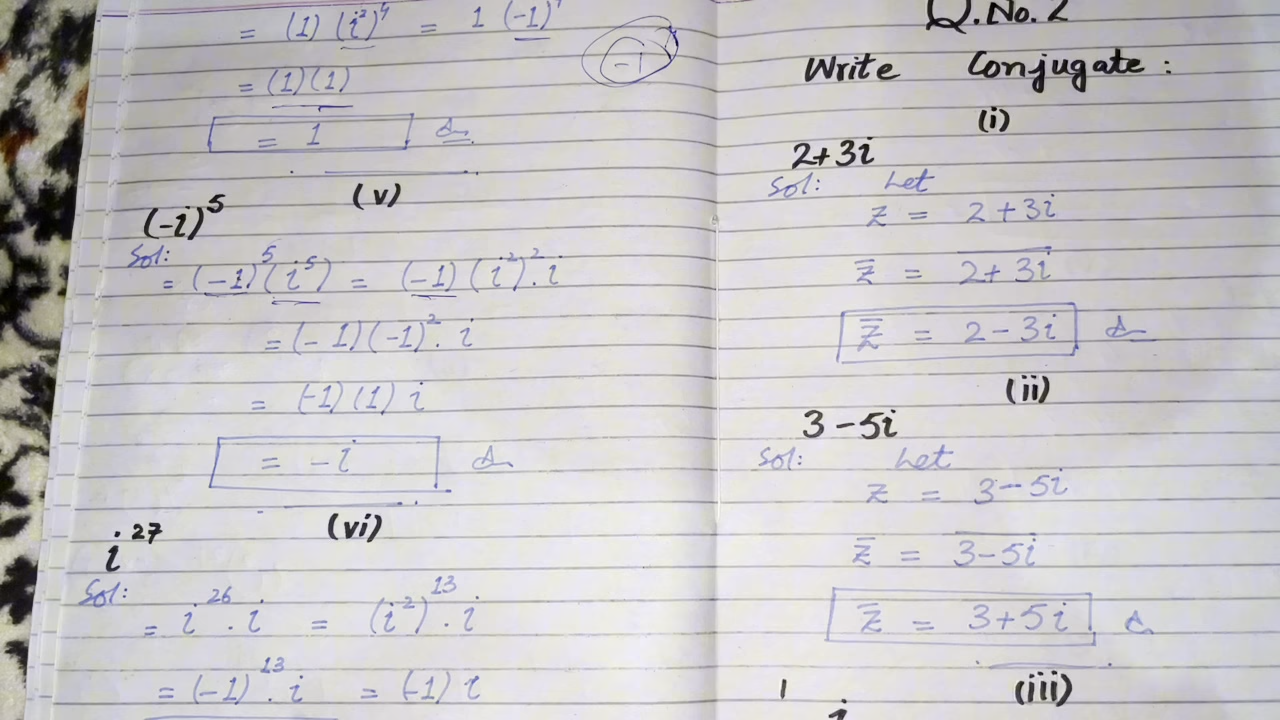 = (1) (i²)⁴ = 1 (-1)⁴
-i
= (1)(1)
= 1
(v)
(-i)⁵
Sol:
= (-1)⁵(i⁵) = (-1)(i²)².i
= (-1)(-1)².i
= (-1)(1) i
= -i
(vi)
i²⁷
Sol:
= i²⁶.i = (i²)¹³.i
= (-1)¹³.i = (-1) i
Q.No.2
Write Conjugate:
(i)
2+3i
Sol: Let
z = 2+3i
z̅ = 2+3i
z̅ = 2-3i
(ii)
3-5i
Sol: Let
z = 3-5i
z̅ = 3-5i
z̅ = 3+5i
(iii)